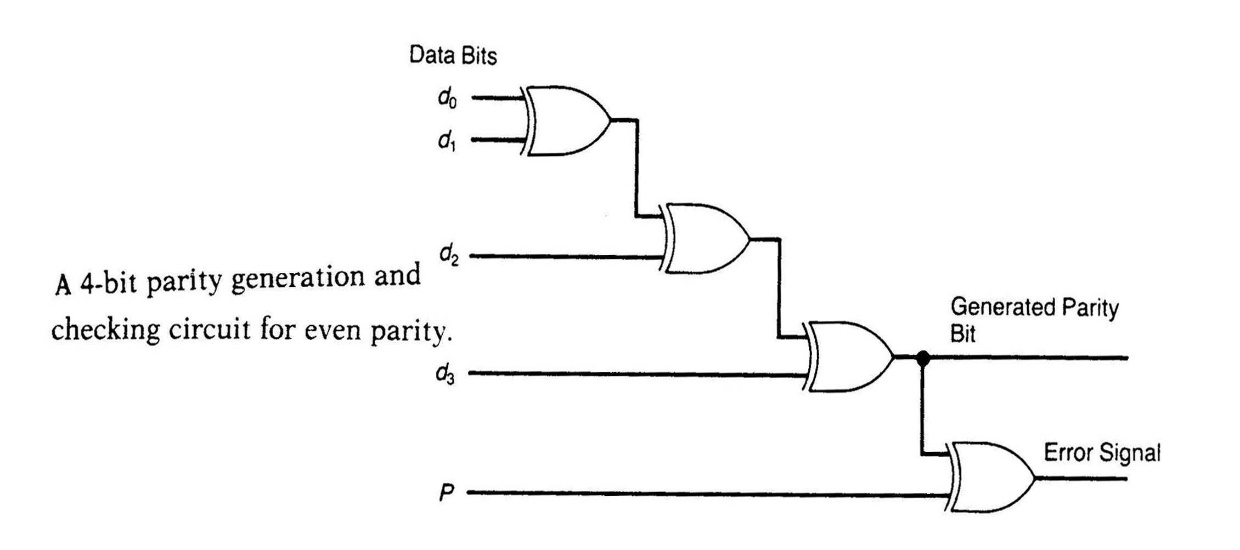 Data Bits
d₀
d₁
d₂
A 4-bit parity generation and
checking circuit for even parity.
Generated Parity
Bit
d₃
Error Signal
P